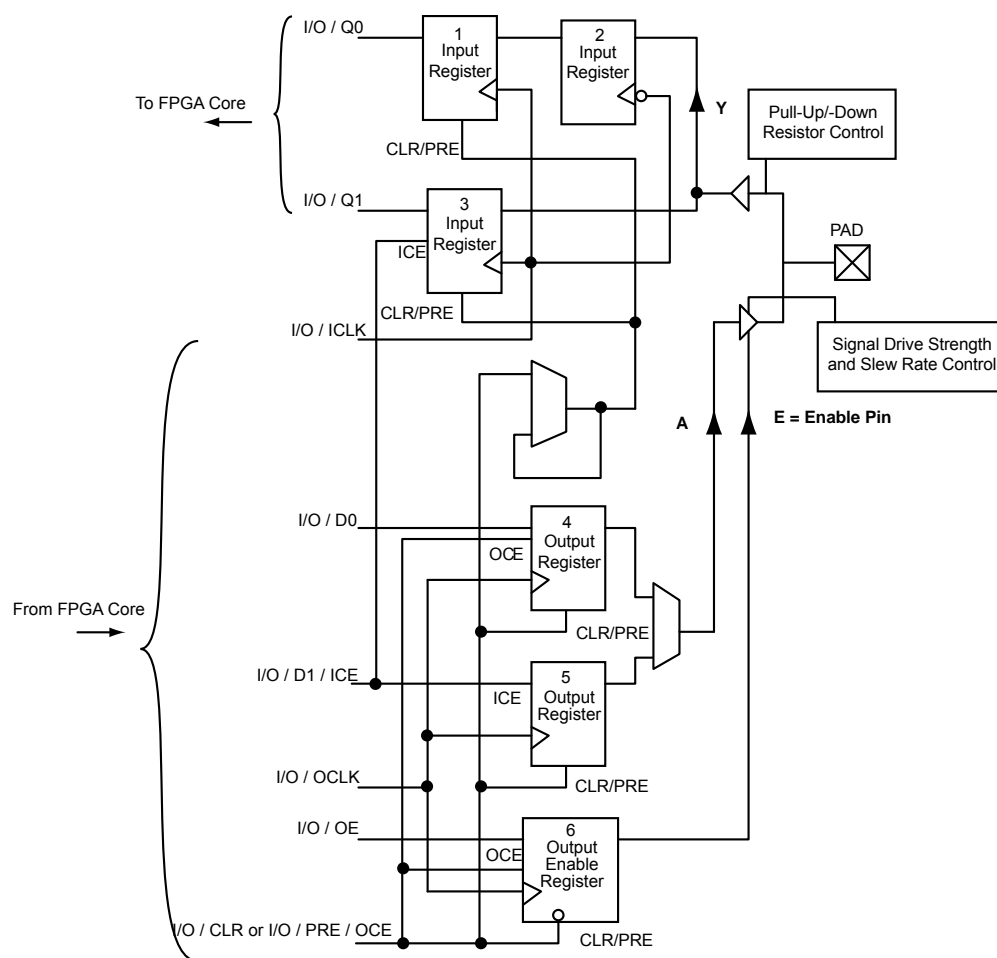 I/O / Q0
1
Input
Register
2
Input
Register
To FPGA Core
Y
Pull-Up/-Down
Resistor Control
CLR/PRE
I/O / Q1
3
Input
Register
ICE
PAD
CLR/PRE
I/O / ICLK
Signal Drive Strength
and Slew Rate Control
A
E = Enable Pin
I/O / D0
4
Output
Register
OCE
From FPGA Core
CLR/PRE
I/O / D1 / ICE
5
Output
Register
ICE
I/O / OCLK
CLR/PRE
I/O / OE
6
Output
Enable
Register
OCE
I/O / CLR or I/O / PRE / OCE
CLR/PRE